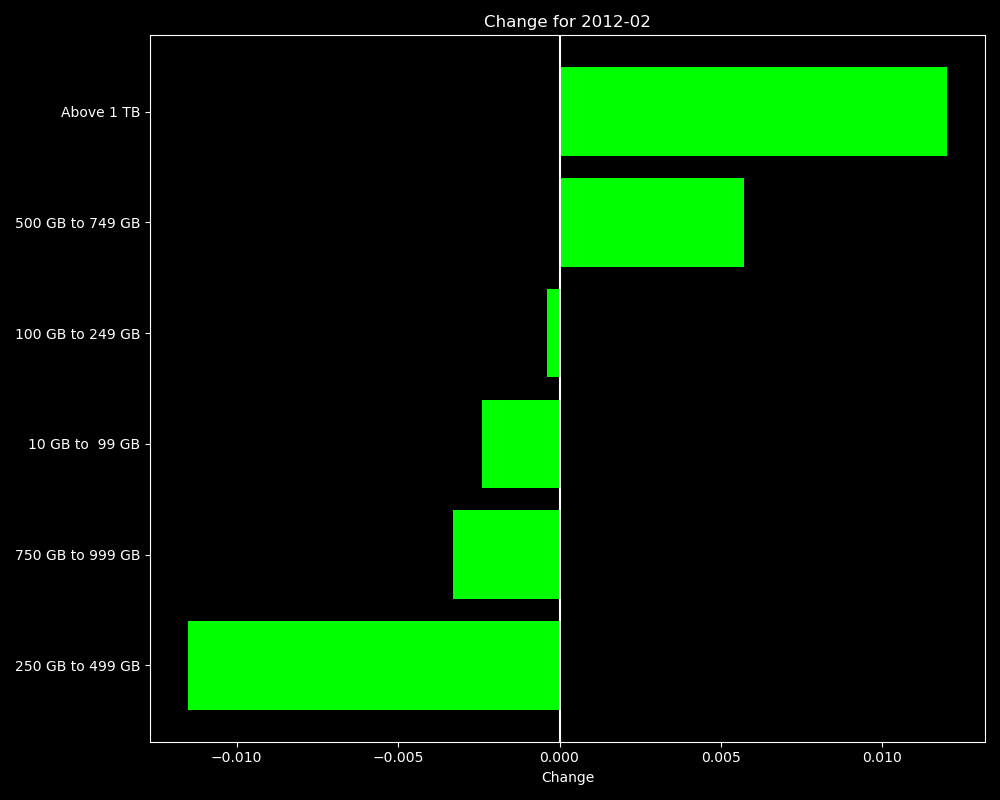 Change for 2012-02
Above 1 TB
500 GB to 749 GB
100 GB to 249 GB
10 GB to  99 GB
750 GB to 999 GB
250 GB to 499 GB
−0.010 −0.005 0.000 0.005 0.010
Change